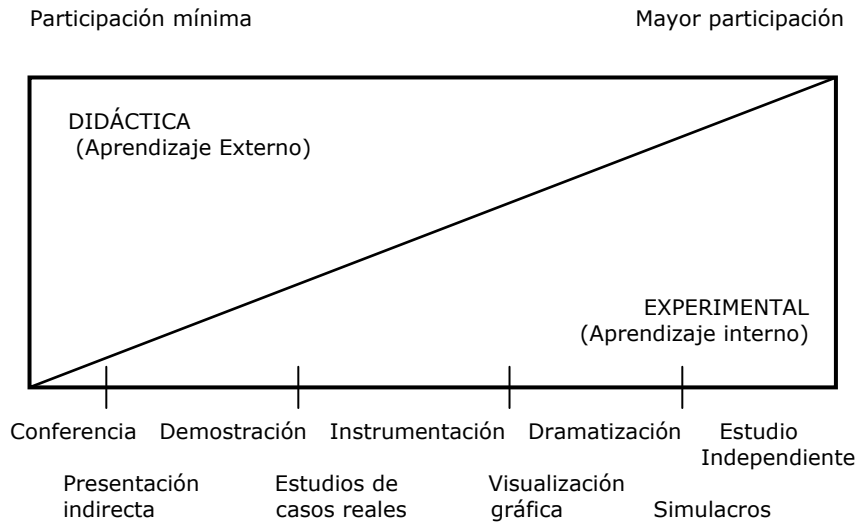 Participación mínima
Mayor participación
DIDÁCTICA
(Aprendizaje Externo)
EXPERIMENTAL
(Aprendizaje interno)
Conferencia
Demostración
Instrumentación
Dramatización
Estudio
Independiente
Presentación
indirecta
Estudios de
casos reales
Visualización
gráfica
Simulacros